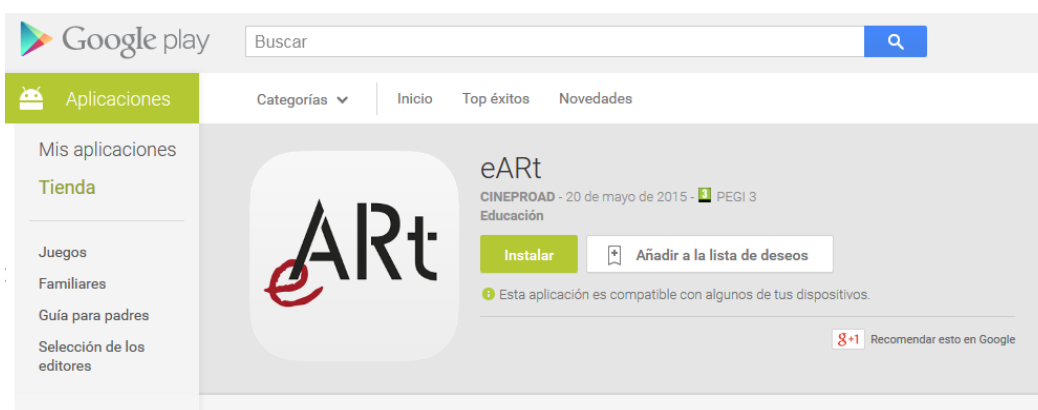 Google play
Buscar
Aplicaciones
Categorías
Inicio
Top éxitos
Novedades
Mis aplicaciones
Tienda
Juegos
Familiares
Guía para padres
Selección de los
editores
eARt
eARt
CINEPROAD - 20 de mayo de 2015 - 3 PEGI 3
Educación
Instalar
Añadir a la lista de deseos
Esta aplicación es compatible con algunos de tus dispositivos.
g+1 Recomendar esto en Google